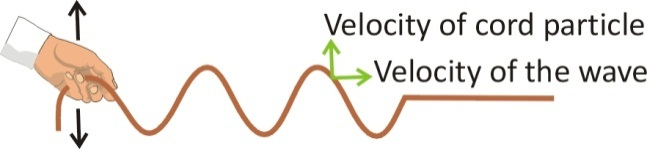 Velocity of cord particle
Velocity of the wave